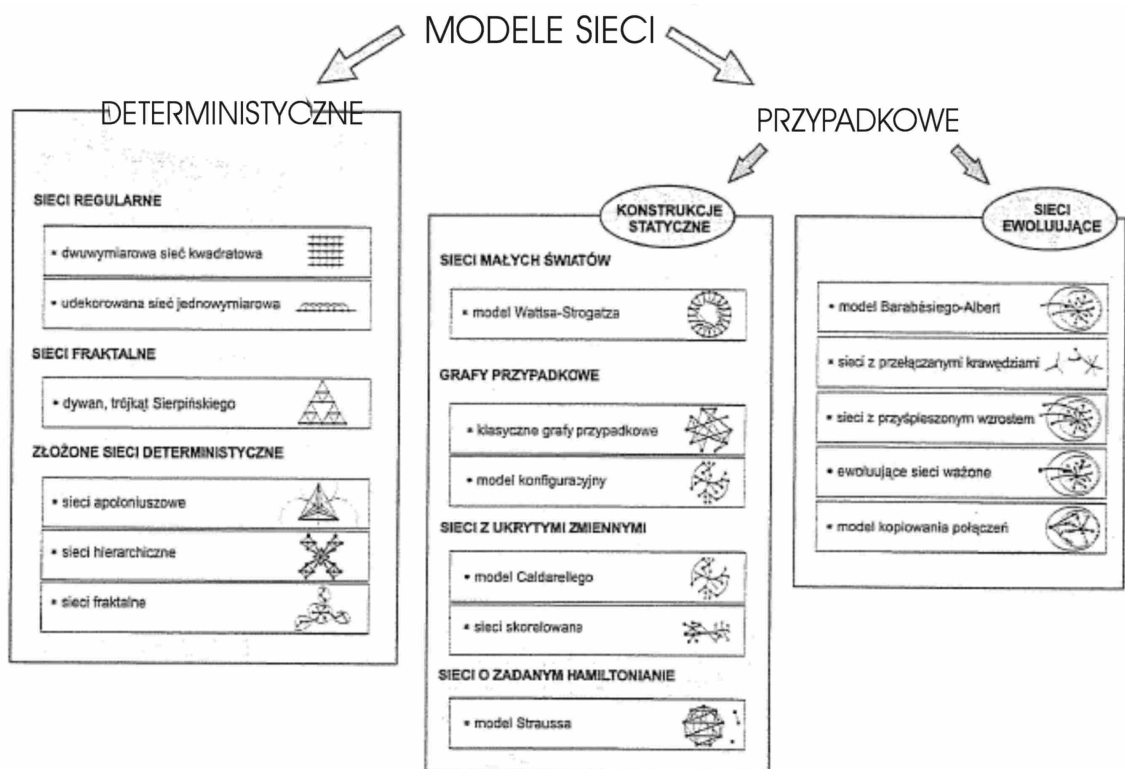 MODELE SIECI
DETERMINISTYCZNE
SIECI REGULARNE
▪ dwuwymiarowa sieć kwadratowa
▪ udekorowana sieć jednowymiarowa
SIECI FRAKTALNE
▪ dywan, trójkąt Sierpińskiego
ZŁOŻONE SIECI DETERMINISTYCZNE
▪ sieci apoloniuszowe
▪ sieci hierarchiczne
▪ sieci fraktalne
PRZYPADKOWE
KONSTRUKCJE
STATYCZNE
SIECI MAŁYCH ŚWIATÓW
▪ model Wattsa-Strogatza
GRAFY PRZYPADKOWE
▪ klasyczne grafy przypadkowe
▪ model konfiguracyjny
SIECI Z UKRYTYMI ZMIENNYMI
▪ model Caldarellego
▪ sieci skorelowana
SIECI O ZADANYM HAMILTONIANIE
▪ model Straussa
SIECI
EWOLUUJĄCE
▪ model Barabásiego-Albert
▪ sieci z przełączanymi krawędziami
▪ sieci z przyśpieszonym wzrostem
▪ ewoluujące sieci ważone
▪ model kopiowania połączeń